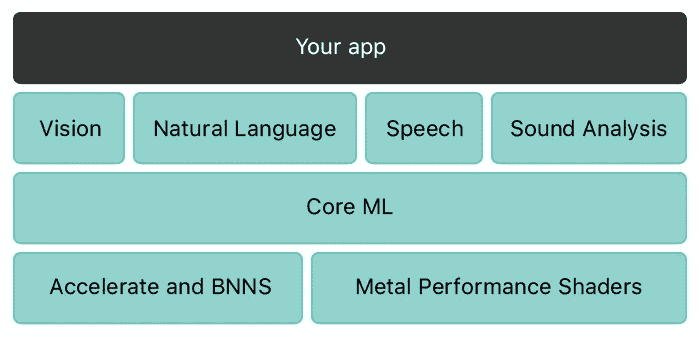 Your app
Vision
Natural Language
Speech
Sound Analysis
Core ML
Accelerate and BNNS
Metal Performance Shaders